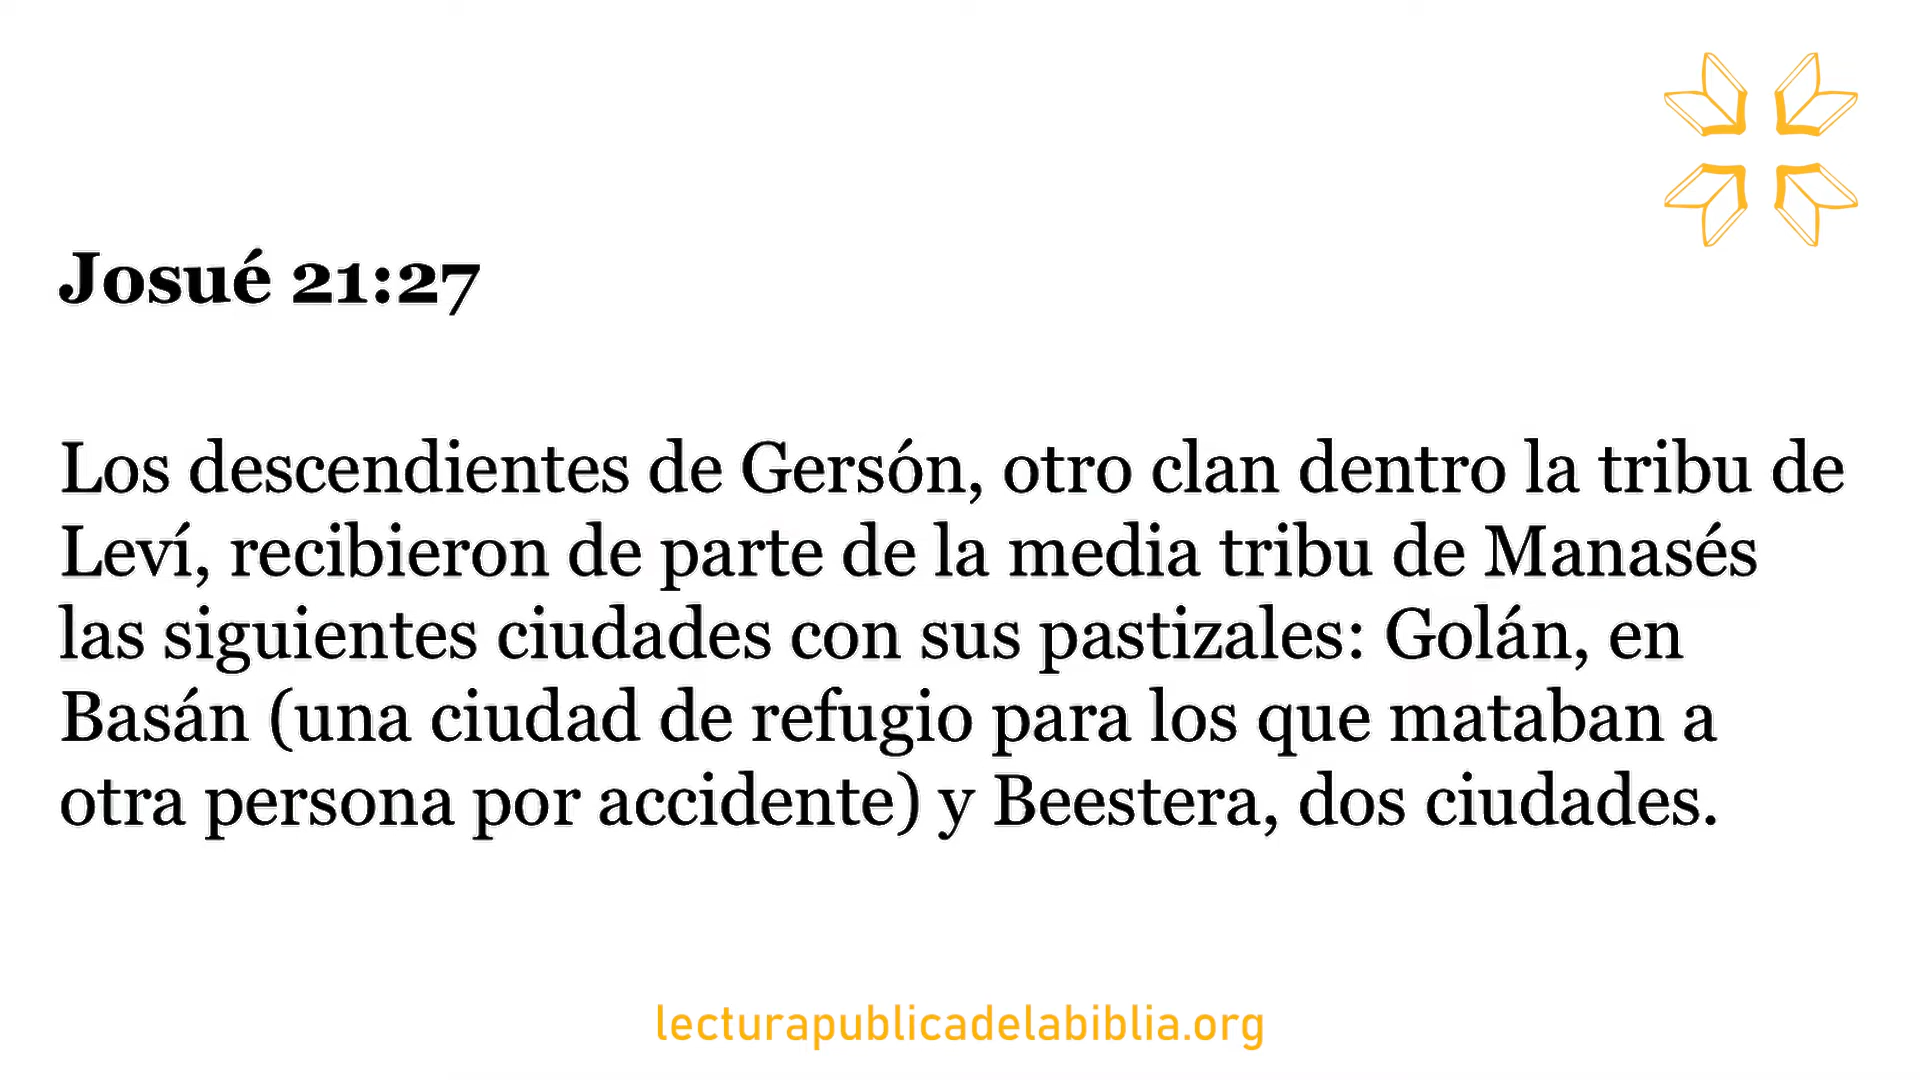 Josué 21:27
Los descendientes de Gersón, otro clan dentro la tribu de
Leví, recibieron de parte de la media tribu de Manasés
las siguientes ciudades con sus pastizales: Golán, en
Basán (una ciudad de refugio para los que mataban a
otra persona por accidente) y Beestera, dos ciudades.
lecturapublicadelabiblia.org